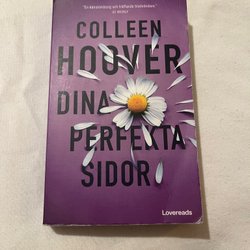 COLLEEN
HOOVER
DINA
PERFEKTA
SIDOR
Lovereads